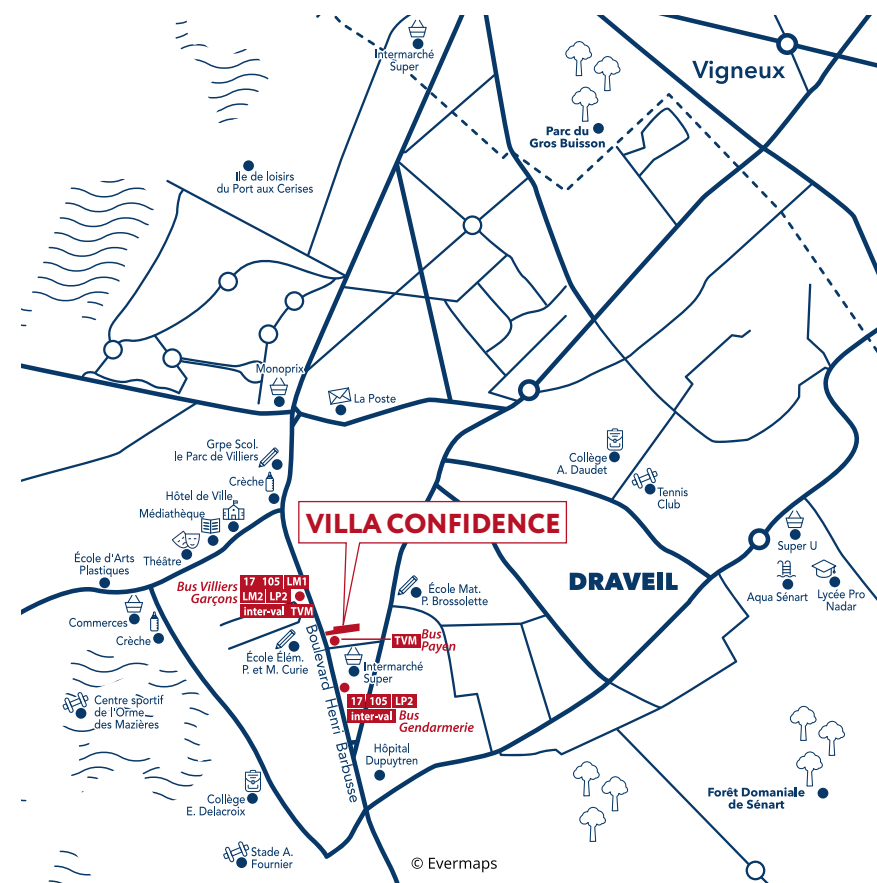 Intermarché
Super
Vigneux
Parc du
Gros Buisson
Ile de loisirs
du Port aux Cerises
Monoprix
La Poste
Grpe Scol.
le Parc de Villiers
Crèche
Hôtel de Ville
Médiathèque
Théâtre
École d'Arts
Plastiques
Collège
A. Daudet
Tennis
Club
VILLA CONFIDENCE
Super U
DRAVEIL
Aqua Sénart
Lycée Pro
Nadar
Bus Villiers
Garçons
17 105 LM1
LM2 LP2
inter-val TVM
École Mat.
P. Brossolette
Commerces
Crèche
École Élém.
P. et M. Curie
TVM
Bus
Payen
Intermarché
Super
Boulevard Henri Barbusse
17 105 LP2
inter-val
Bus
Gendarmerie
Centre sportif
de l'Orme
des Mazières
Hôpital
Dupuytren
Collège
E. Delacroix
Forêt Domaniale
de Sénart
Stade A.
Fournier
© Evermaps